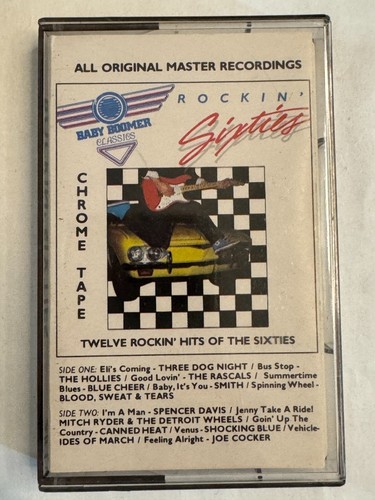 ALL ORIGINAL MASTER RECORDINGS
BABY BOOMER
CLASSICS
ROCKIN'
Sixties
CHROME TAPE
TWELVE ROCKIN' HITS OF THE SIXTIES
SIDE ONE: Eli's Coming - THREE DOG NIGHT / Bus Stop -
THE HOLLIES / Good Lovin' - THE RASCALS / Summertime
Blues - BLUE CHEER / Baby, It's You - SMITH / Spinning Wheel -
BLOOD, SWEAT & TEARS
SIDE TWO: I'm A Man - SPENCER DAVIS / Jenny Take A Ride!
MITCH RYDER & THE DETROIT WHEELS / Goin' Up The
Country - CANNED HEAT / Venus - SHOCKING BLUE / Vehicle-
IDES OF MARCH / Feeling Alright - JOE COCKER